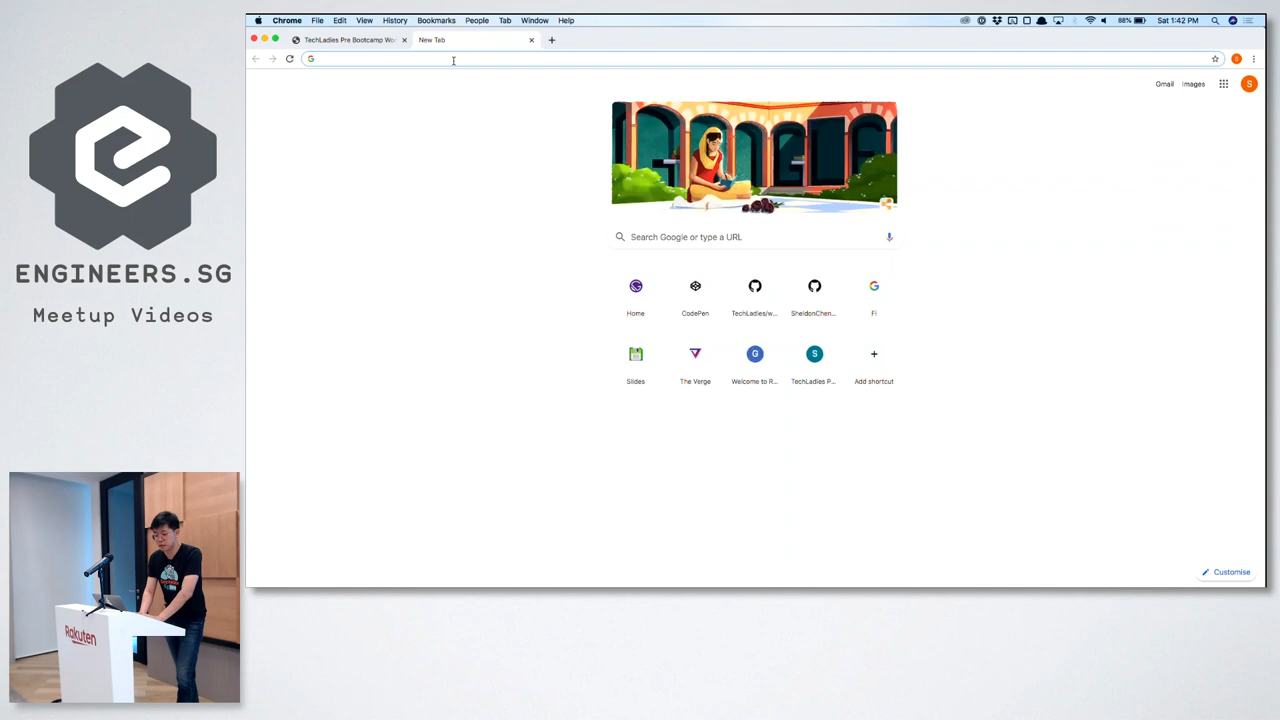 Chrome File Edit View History Bookmarks People Tab Window Help
88% Sat 1:42 PM
TechLadies Pre Bootcamp Wor
New Tab
Gmail Images
S
Search Google or type a URL
Home CodePen TechLadies/w... SheldonChen... Fi
G S
Slides The Verge Welcome to R... TechLadies P... Add shortcut
Customise
ENGINEERS.SG
Meetup Videos
Rakuten